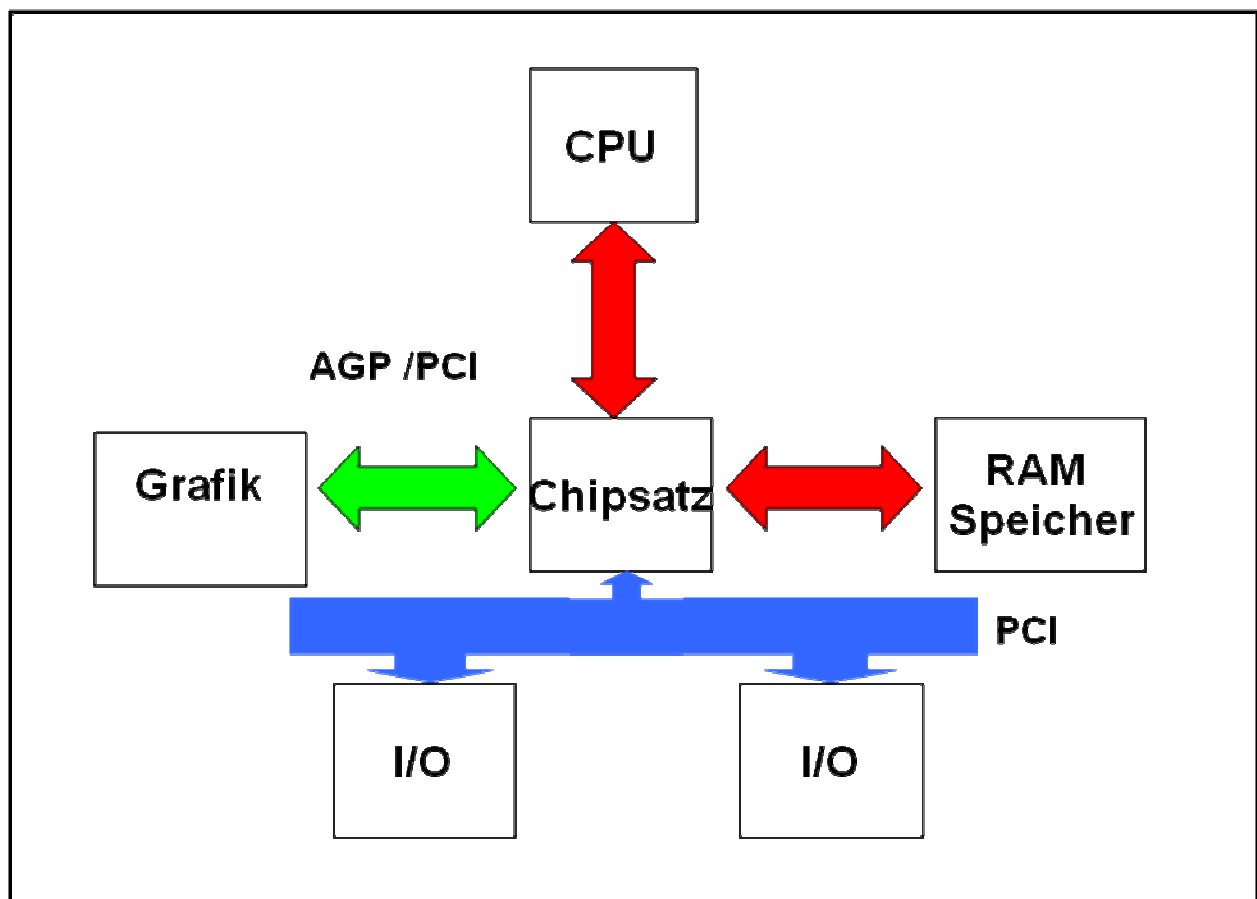 CPU
AGP /PCI
Grafik
Chipsatz
RAM
Speicher
PCI
I/O
I/O